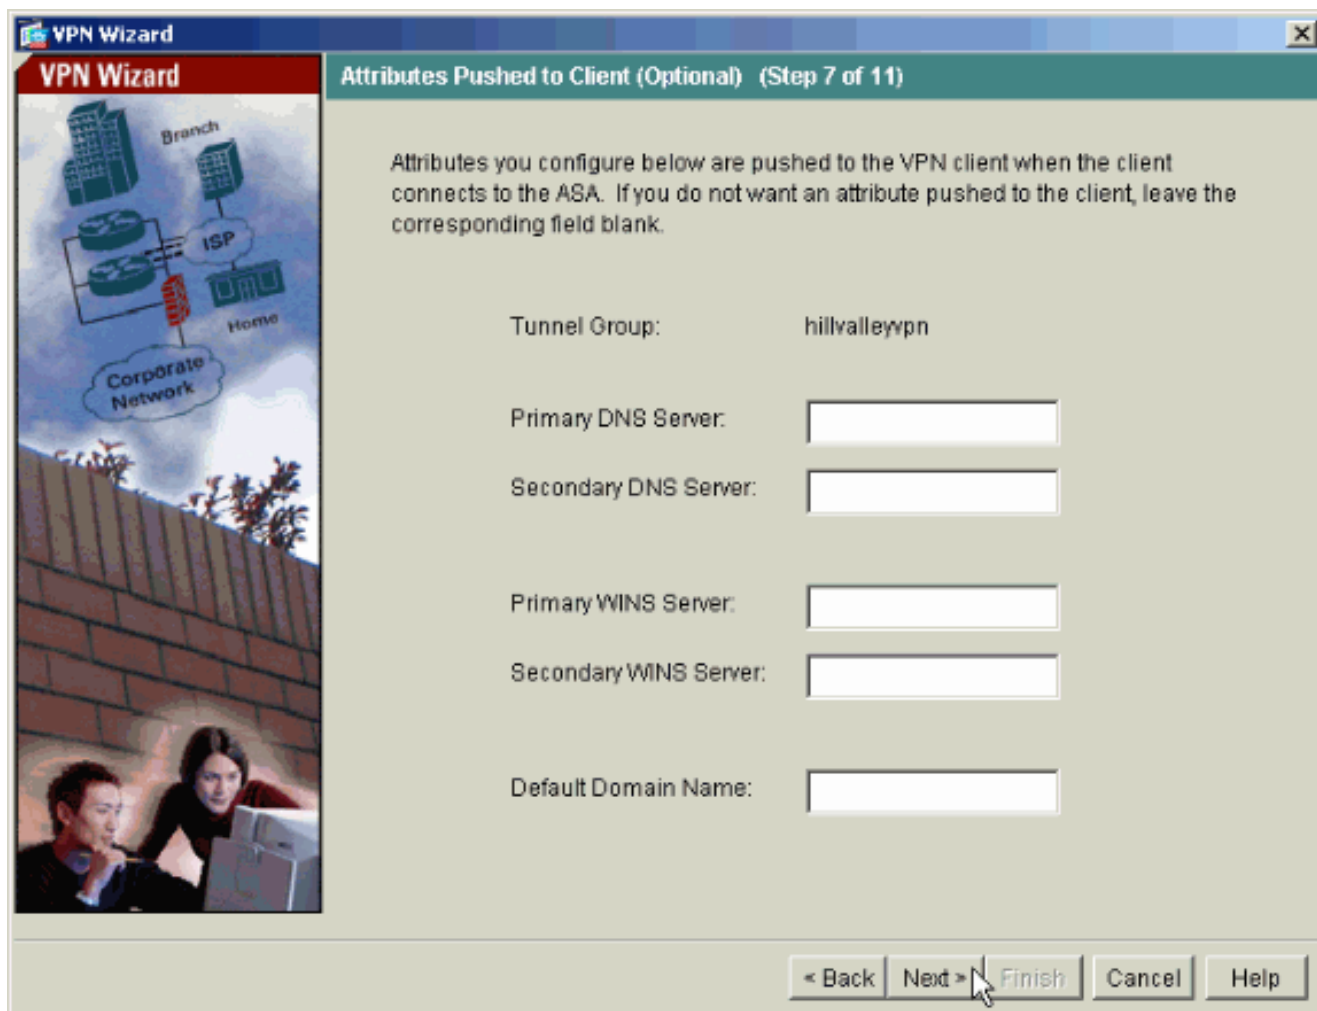 VPN Wizard
VPN Wizard
Attributes Pushed to Client (Optional) (Step 7 of 11)
Branch
ISP
Home
Corporate
Network
Attributes you configure below are pushed to the VPN client when the client
connects to the ASA. If you do not want an attribute pushed to the client, leave the
corresponding field blank.
Tunnel Group: hillvalleyvpn
Primary DNS Server:
Secondary DNS Server:
Primary WINS Server:
Secondary WINS Server:
Default Domain Name:
< Back Next > Finish Cancel Help